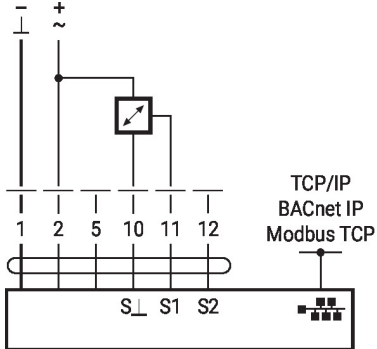 − +
⊥ ~
TCP/IP
BACnet IP
Modbus TCP
1 2 5 10 11 12
S⊥ S1 S2